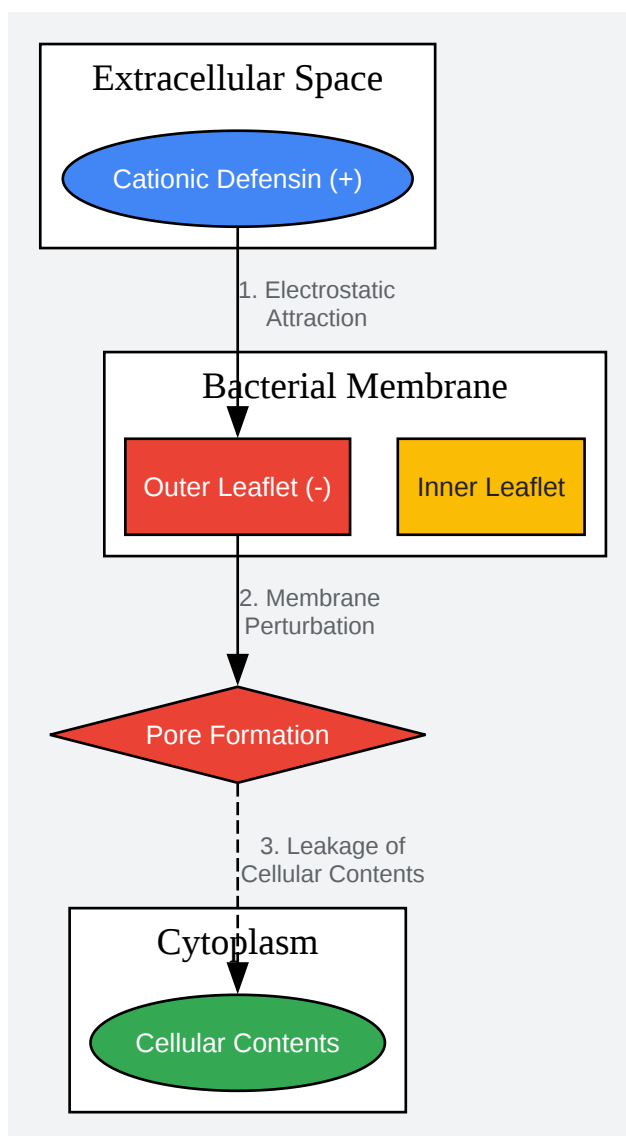 Extracellular Space
Cationic Defensin (+)
1. Electrostatic
Attraction
Bacterial Membrane
Outer Leaflet (-)
Inner Leaflet
2. Membrane
Perturbation
Pore Formation
3. Leakage of
Cellular Contents
Cytoplasm
Cellular Contents